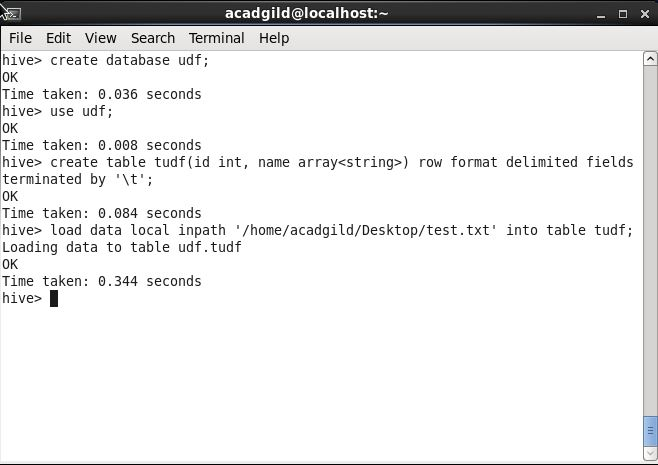 acadgild@localhost:~
File Edit View Search Terminal Help
hive> create database udf;
OK
Time taken: 0.036 seconds
hive> use udf;
OK
Time taken: 0.008 seconds
hive> create table tudf(id int, name array<string>) row format delimited fields
terminated by '\t';
OK
Time taken: 0.084 seconds
hive> load data local inpath '/home/acadgild/Desktop/test.txt' into table tudf;
Loading data to table udf.tudf
OK
Time taken: 0.344 seconds
hive>